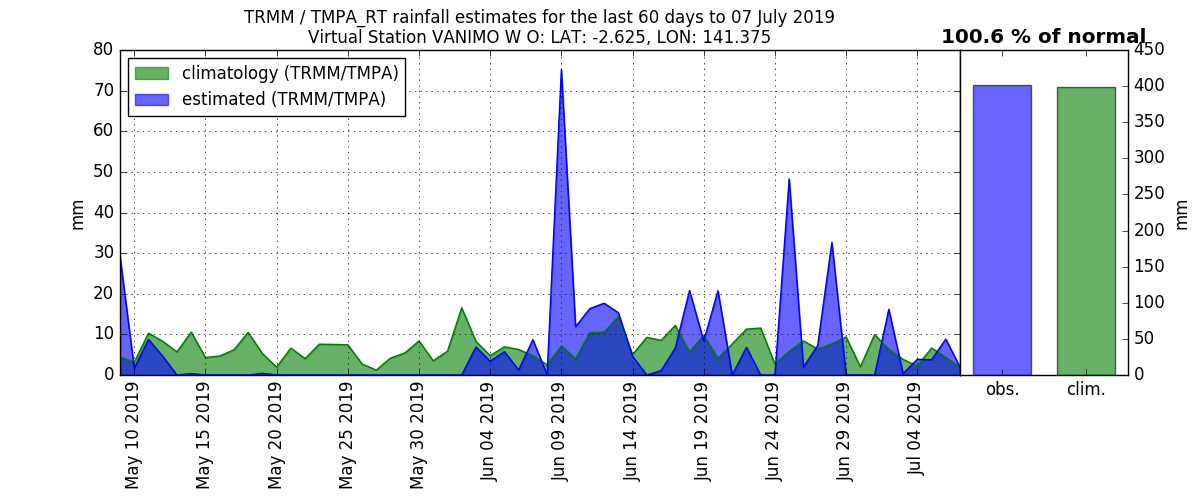 TRMM / TMPA_RT rainfall estimates for the last 60 days to 07 July 2019
Virtual Station VANIMO W O: LAT: -2.625, LON: 141.375
100.6 % of normal
climatology (TRMM/TMPA)
estimated (TRMM/TMPA)
80
70
60
50
40
30
20
10
0
mm
May 10 2019
May 15 2019
May 20 2019
May 25 2019
May 30 2019
Jun 04 2019
Jun 09 2019
Jun 14 2019
Jun 19 2019
Jun 24 2019
Jun 29 2019
Jul 04 2019
obs.
clim.
450
400
350
300
250
200
150
100
50
0
mm